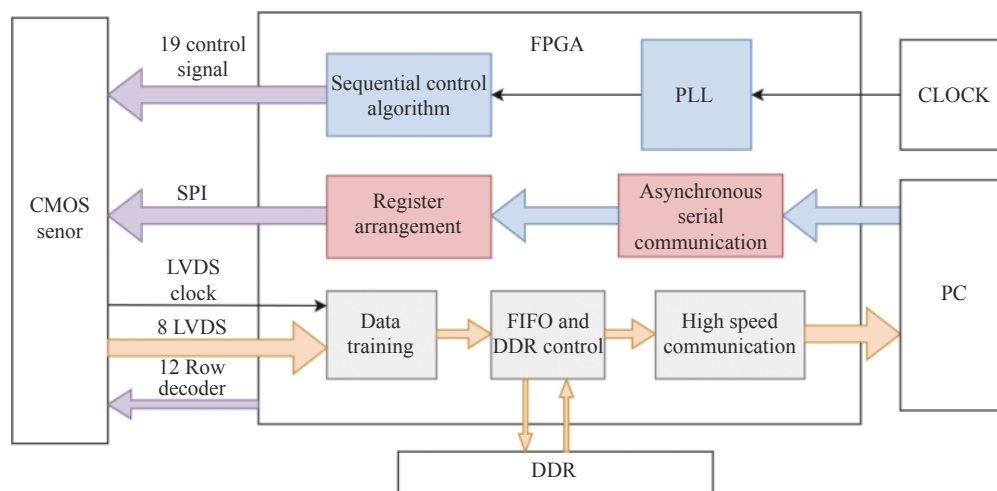 19 control
signal
FPGA
Sequential control
algorithm
PLL
CLOCK
CMOS
senor
SPI
Register
arrangement
Asynchronous
serial
communication
PC
LVDS
clock
8 LVDS
Data
training
FIFO and
DDR control
High speed
communication
12 Row
decoder
DDR